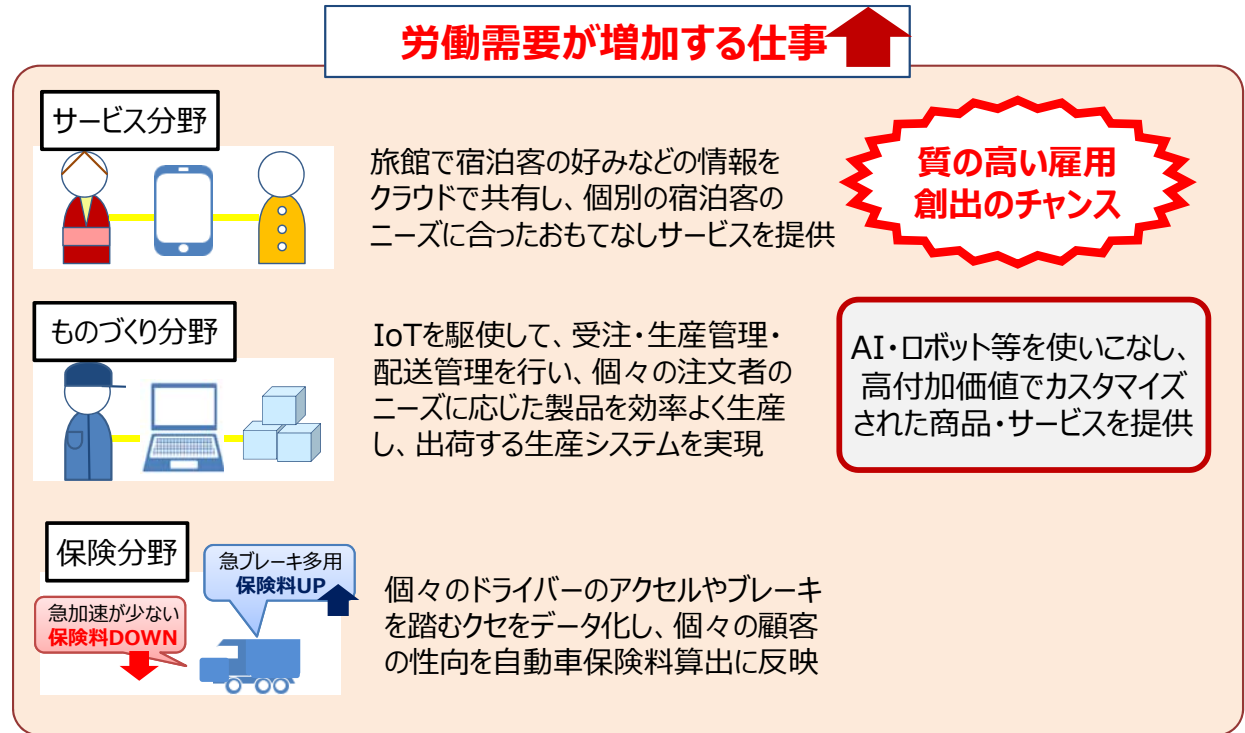 労働需要が増加する仕事
サービス分野
旅館で宿泊客の好みなどの情報を
クラウドで共有し、個別の宿泊客の
ニーズに合ったおもてなしサービスを提供
質の高い雇用
創出のチャンス
ものづくり分野
IoTを駆使して、受注・生産管理・
配送管理を行い、個々の注文者の
ニーズに応じた製品を効率よく生産
し、出荷する生産システムを実現
AI・ロボット等を使いこなし、
高付加価値でカスタマイズ
された商品・サービスを提供
保険分野
急ブレーキ多用
保険料UP
急加速が少ない
保険料DOWN
個々のドライバーのアクセルやブレーキ
を踏むクセをデータ化し、個々の顧客
の性向を自動車保険料算出に反映